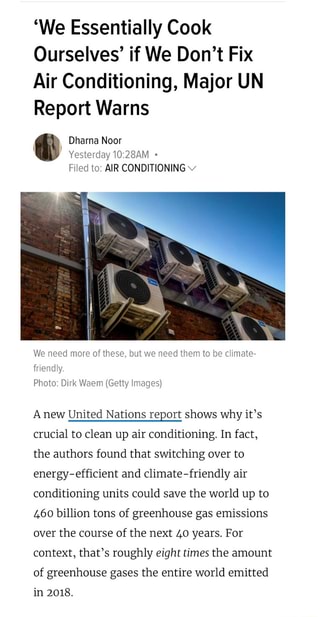 ‘We Essentially Cook
Ourselves’ if We Don’t Fix
Air Conditioning, Major UN
Report Warns
Dharna Noor
Yesterday 10:28AM •
Filed to: AIR CONDITIONING
We need more of these, but we need them to be climate-
friendly.
Photo: Dirk Waem (Getty Images)
A new United Nations report shows why it’s
crucial to clean up air conditioning. In fact,
the authors found that switching over to
energy-efficient and climate-friendly air
conditioning units could save the world up to
460 billion tons of greenhouse gas emissions
over the course of the next 40 years. For
context, that’s roughly eight times the amount
of greenhouse gases the entire world emitted
in 2018.